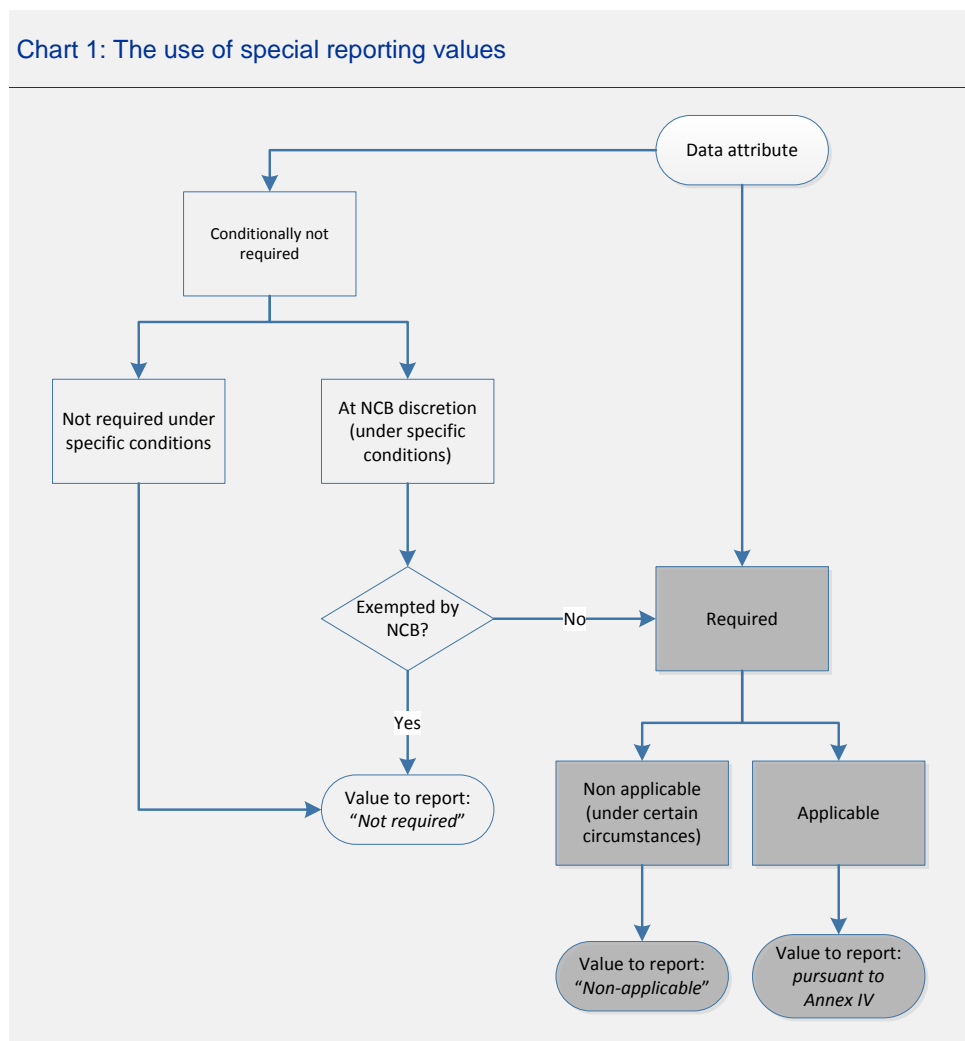 Chart 1: The use of special reporting values
Data attribute
Conditionally not
required
Not required under
specific conditions
At NCB discretion
(under specific
conditions)
Exempted by
NCB?
No
Required
Yes
Value to report:
“Not required”
Non applicable
(under certain
circumstances)
Applicable
Value to report:
“Non-applicable”
Value to report:
pursuant to
Annex IV